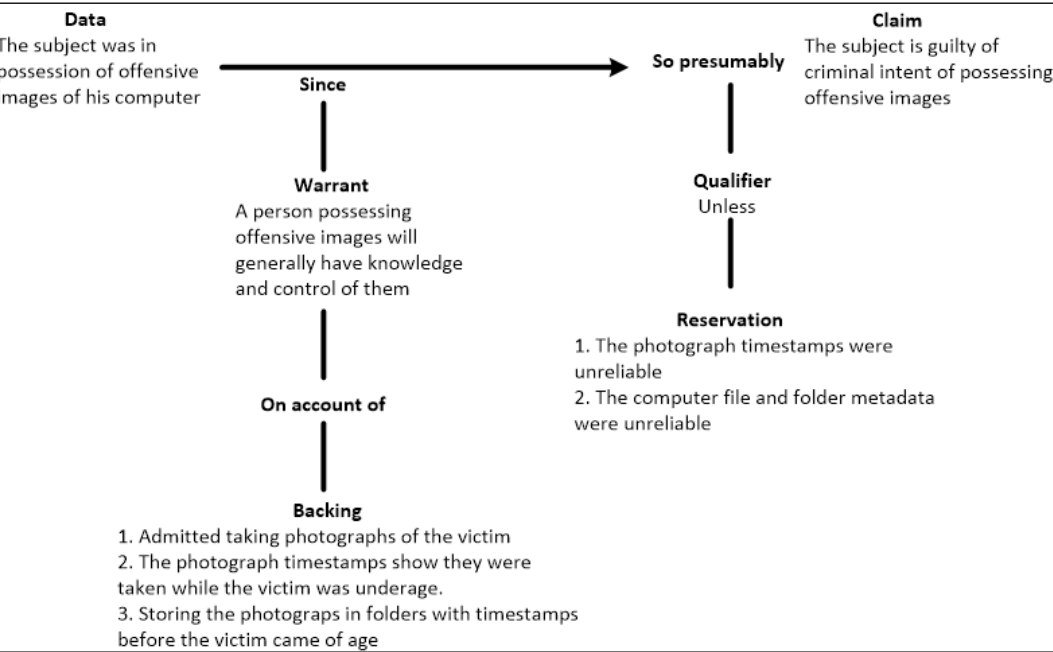 Data
The subject was in
possession of offensive
images of his computer
Since
So presumably
Claim
The subject is guilty of
criminal intent of possessing
offensive images
Warrant
A person possessing
offensive images will
generally have knowledge
and control of them
Qualifier
Unless
On account of
Reservation
1. The photograph timestamps were
unreliable
2. The computer file and folder metadata
were unreliable
Backing
1. Admitted taking photographs of the victim
2. The photograph timestamps show they were
taken while the victim was underage.
3. Storing the photograps in folders with timestamps
before the victim came of age